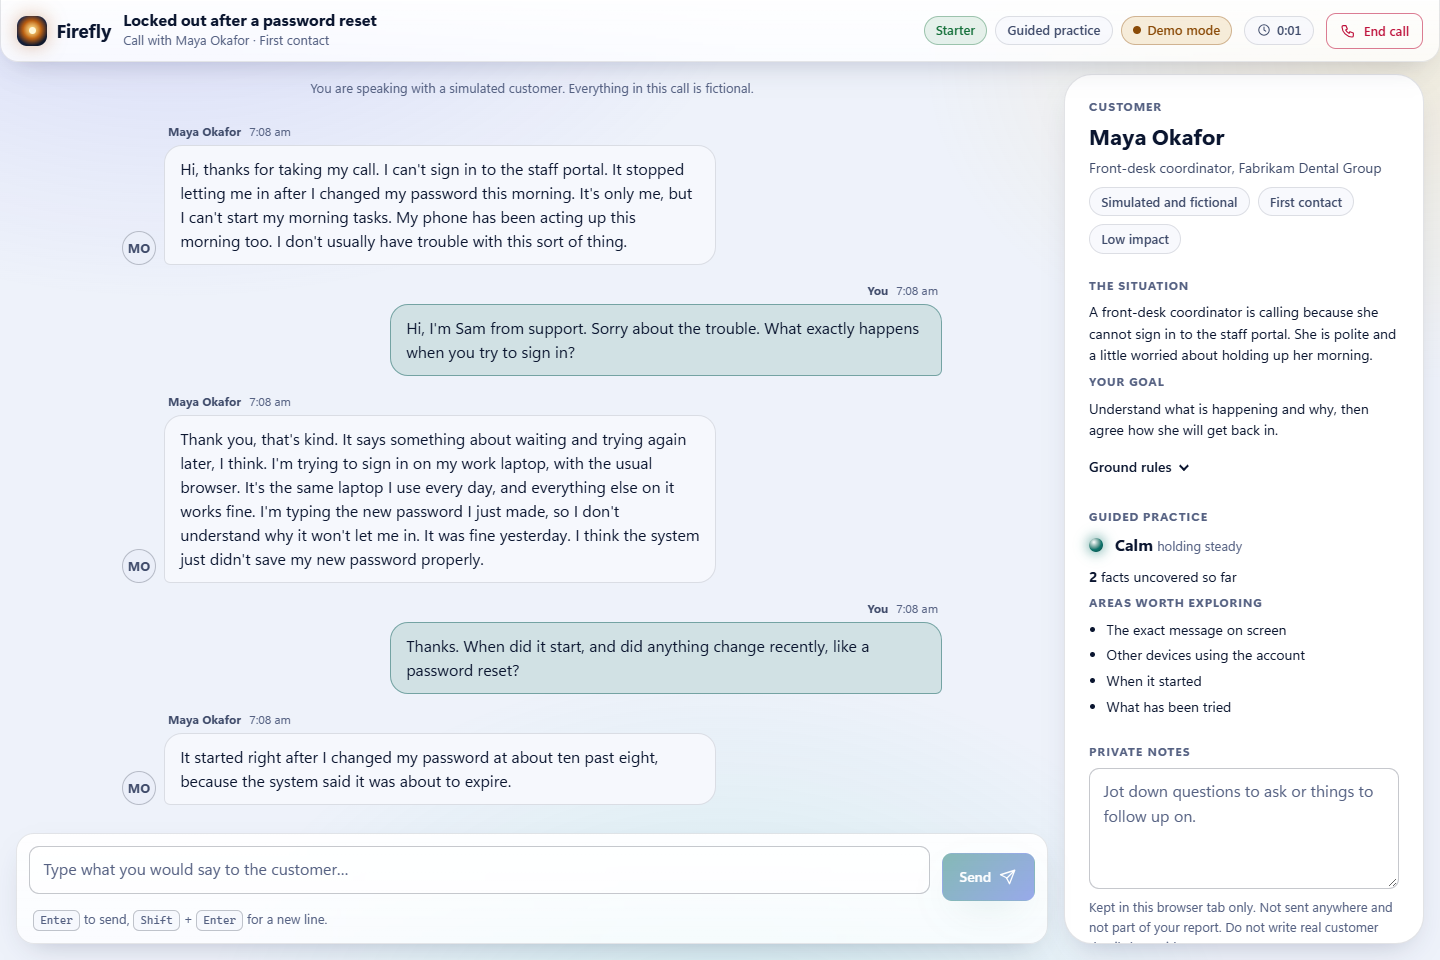 Firefly
Locked out after a password reset
Call with Maya Okafor · First contact
Starter
Guided practice
Demo mode
0:01
End call
You are speaking with a simulated customer. Everything in this call is fictional.
Maya Okafor 7:08 am
Hi, thanks for taking my call. I can't sign in to the staff portal. It stopped
letting me in after I changed my password this morning. It's only me, but
I can't start my morning tasks. My phone has been acting up this
morning too. I don't usually have trouble with this sort of thing.
MO
You 7:08 am
Hi, I'm Sam from support. Sorry about the trouble. What exactly happens
when you try to sign in?
Maya Okafor 7:08 am
Thank you, that's kind. It says something about waiting and trying again
later, I think. I'm trying to sign in on my work laptop, with the usual
browser. It's the same laptop I use every day, and everything else on it
works fine. I'm typing the new password I just made, so I don't
understand why it won't let me in. It was fine yesterday. I think the system
just didn't save my new password properly.
MO
You 7:08 am
Thanks. When did it start, and did anything change recently, like a
password reset?
Maya Okafor 7:08 am
It started right after I changed my password at about ten past eight,
because the system said it was about to expire.
MO
Type what you would say to the customer...
Send
Enter to send, Shift + Enter for a new line.
CUSTOMER
Maya Okafor
Front-desk coordinator, Fabrikam Dental Group
Simulated and fictional
First contact
Low impact
THE SITUATION
A front-desk coordinator is calling because she
cannot sign in to the staff portal. She is polite and
a little worried about holding up her morning.
YOUR GOAL
Understand what is happening and why, then
agree how she will get back in.
Ground rules
GUIDED PRACTICE
Calm holding steady
2 facts uncovered so far
AREAS WORTH EXPLORING
• The exact message on screen
• Other devices using the account
• When it started
• What has been tried
PRIVATE NOTES
Jot down questions to ask or things to
follow up on.
Kept in this browser tab only. Not sent anywhere and
not part of your report. Do not write real customer